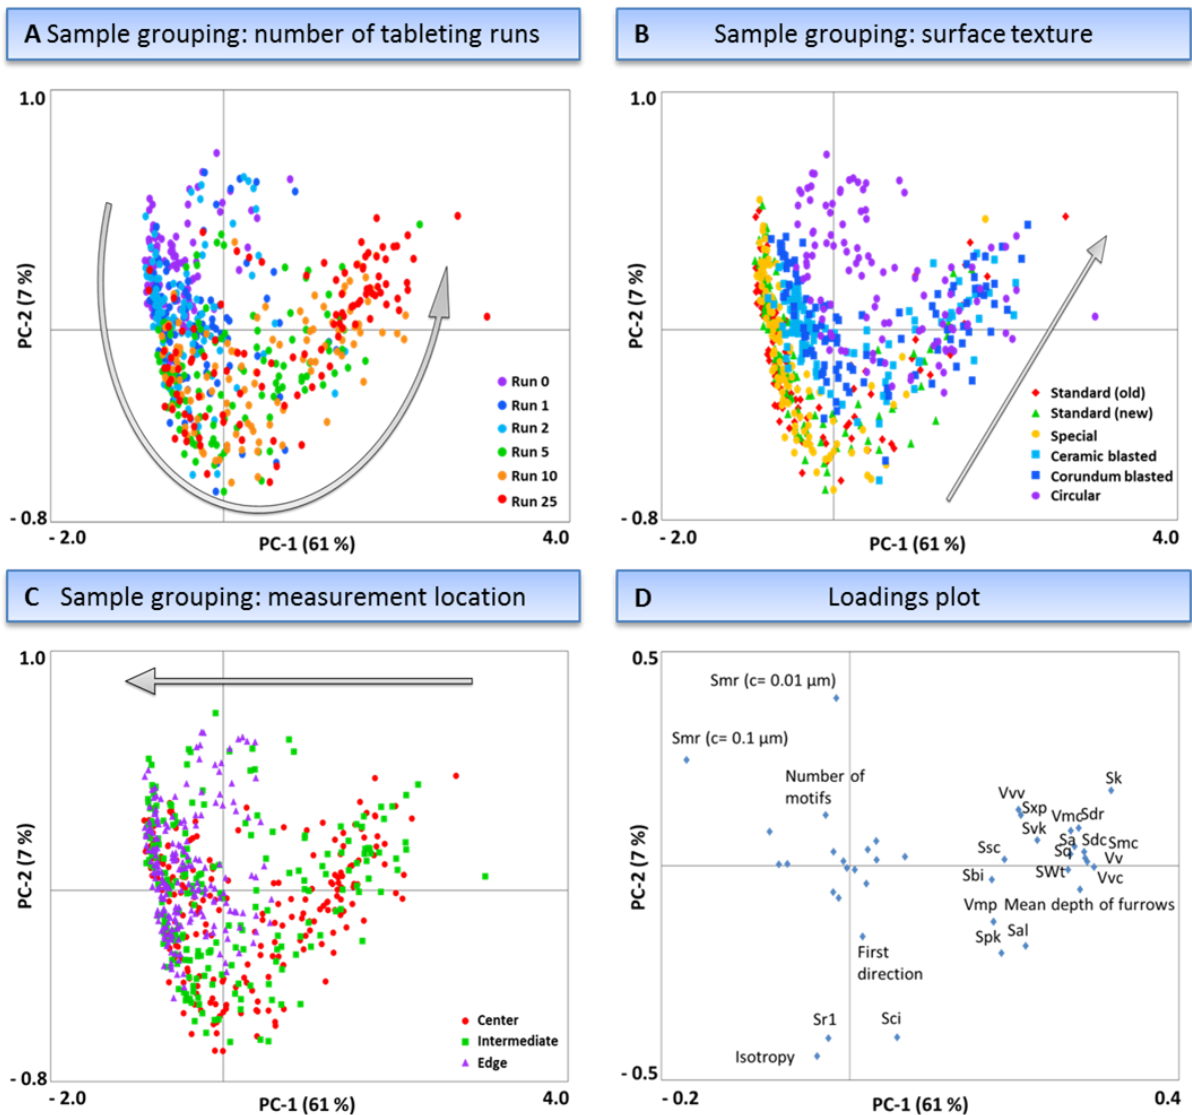 A Sample grouping: number of tableting runs
1.0
PC-2 (7 %)
- 0.8
- 2.0
PC-1 (61 %)
4.0
Run 0
Run 1
Run 2
Run 5
Run 10
Run 25
B Sample grouping: surface texture
1.0
PC-2 (7 %)
- 0.8
- 2.0
PC-1 (61 %)
4.0
Standard (old)
Standard (new)
Special
Ceramic blasted
Corundum blasted
Circular
C Sample grouping: measurement location
1.0
PC-2 (7 %)
- 0.8
- 2.0
PC-1 (61 %)
4.0
Center
Intermediate
Edge
D Loadings plot
0.5
PC-2 (7 %)
- 0.5
- 0.2
PC-1 (61 %)
0.4
Smr (c= 0.01 µm)
Smr (c= 0.1 µm)
Number of
motifs
Sk
Vvv
Sxp
Vmc
Sdr
Svk
Sa
Sdc
Smc
Ssc
Sq
Vv
Sbi
SWt
Vvc
Vmp
Mean depth of furrows
Spk
Sal
First
direction
Sr1
Sci
Isotropy